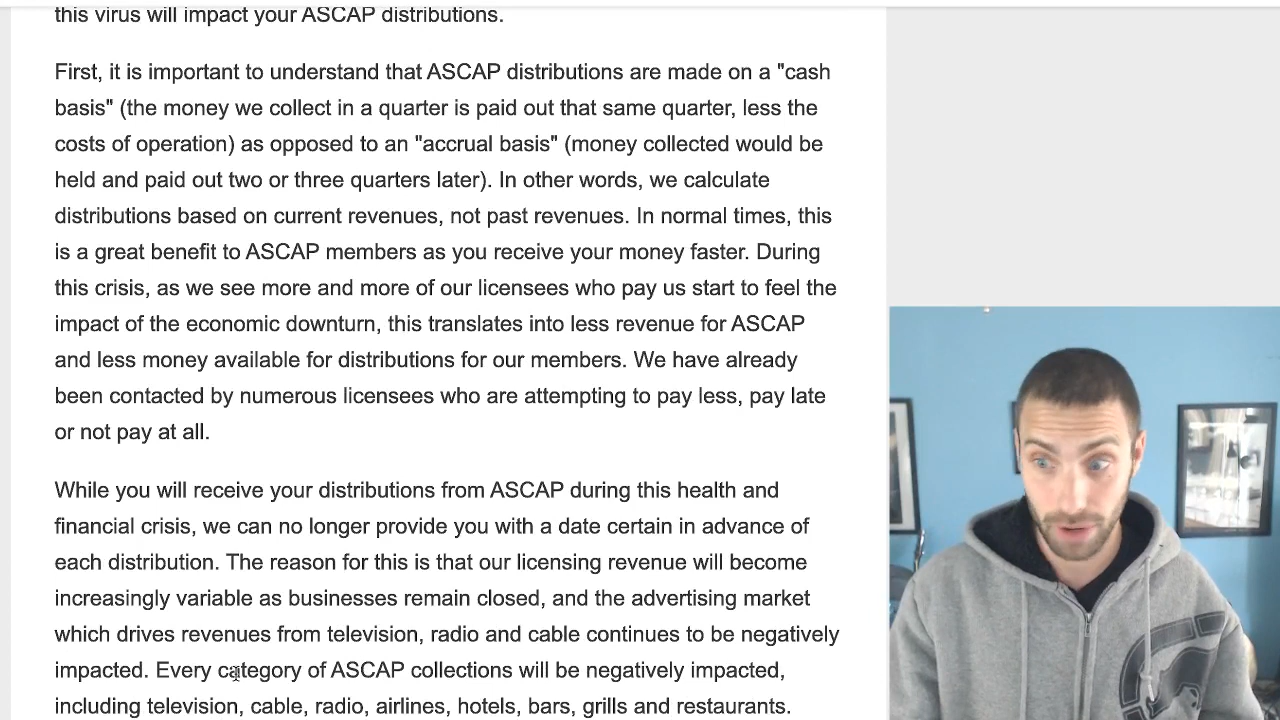 this virus will impact your ASCAP distributions.
First, it is important to understand that ASCAP distributions are made on a "cash
basis" (the money we collect in a quarter is paid out that same quarter, less the
costs of operation) as opposed to an "accrual basis" (money collected would be
held and paid out two or three quarters later). In other words, we calculate
distributions based on current revenues, not past revenues. In normal times, this
is a great benefit to ASCAP members as you receive your money faster. During
this crisis, as we see more and more of our licensees who pay us start to feel the
impact of the economic downturn, this translates into less revenue for ASCAP
and less money available for distributions for our members. We have already
been contacted by numerous licensees who are attempting to pay less, pay late
or not pay at all.
While you will receive your distributions from ASCAP during this health and
financial crisis, we can no longer provide you with a date certain in advance of
each distribution. The reason for this is that our licensing revenue will become
increasingly variable as businesses remain closed, and the advertising market
which drives revenues from television, radio and cable continues to be negatively
impacted. Every category of ASCAP collections will be negatively impacted,
including television, cable, radio, airlines, hotels, bars, grills and restaurants.